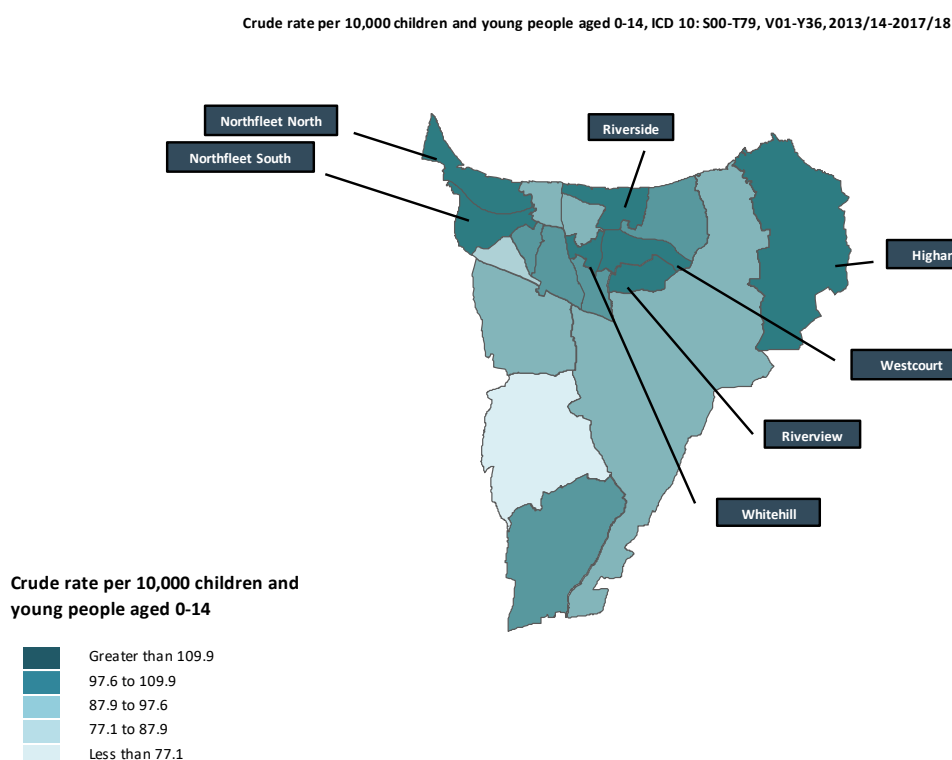 Crude rate per 10,000 children and young people aged 0-14, ICD 10: S00-T79, V01-Y36, 2013/14-2017/18
Northfleet North
Riverside
Northfleet South
Highar
Westcourt
Riverview
Whitehill
Crude rate per 10,000 children and
young people aged 0-14
Greater than 109.9
97.6 to 109.9
87.9 to 97.6
77.1 to 87.9
Less than 77.1